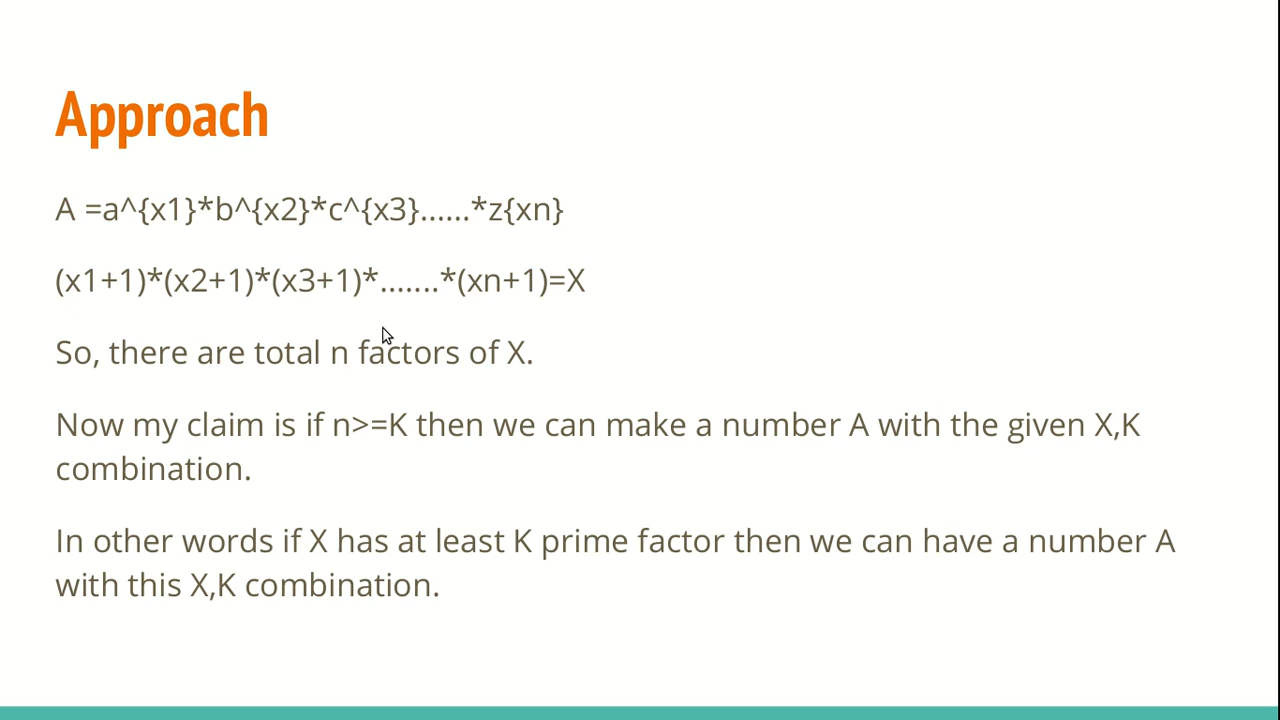 Approach
A =a^{x1}*b^{x2}*c^{x3}......*z{xn}
(x1+1)*(x2+1)*(x3+1)*.......*(xn+1)=X
So, there are total n factors of X.
Now my claim is if n>=K then we can make a number A with the given X,K
combination.
In other words if X has at least K prime factor then we can have a number A
with this X,K combination.